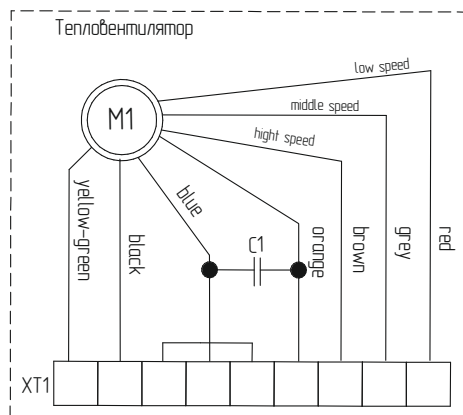 Тепловентилятор
low speed
M1
middle speed
hight speed
yellow-green
black
blue
C1
orange
brown
grey
red
XT1